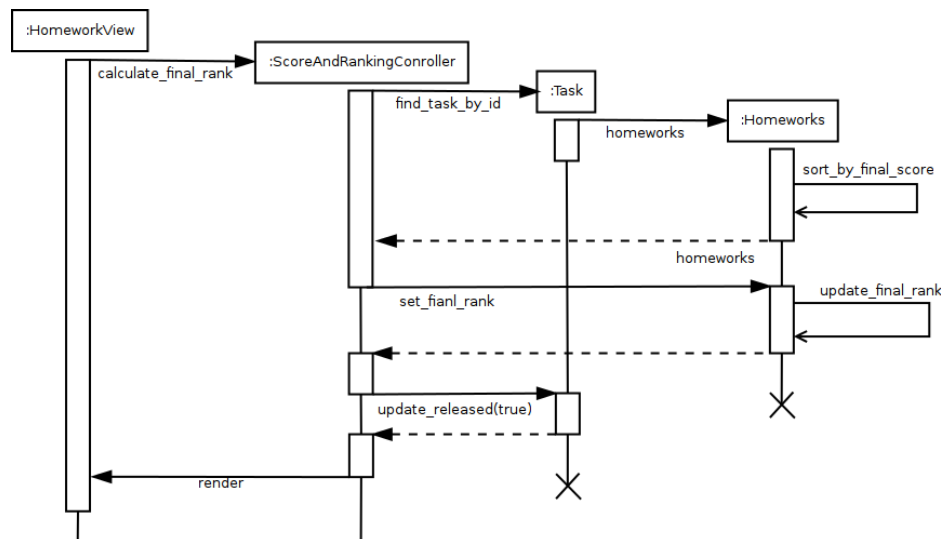 :HomeworkView
calculate_final_rank
:ScoreAndRankingConroller
find_task_by_id
:Task
homeworks
:Homeworks
sort_by_final_score
homeworks
set_fianl_rank
update_final_rank
update_released(true)
render